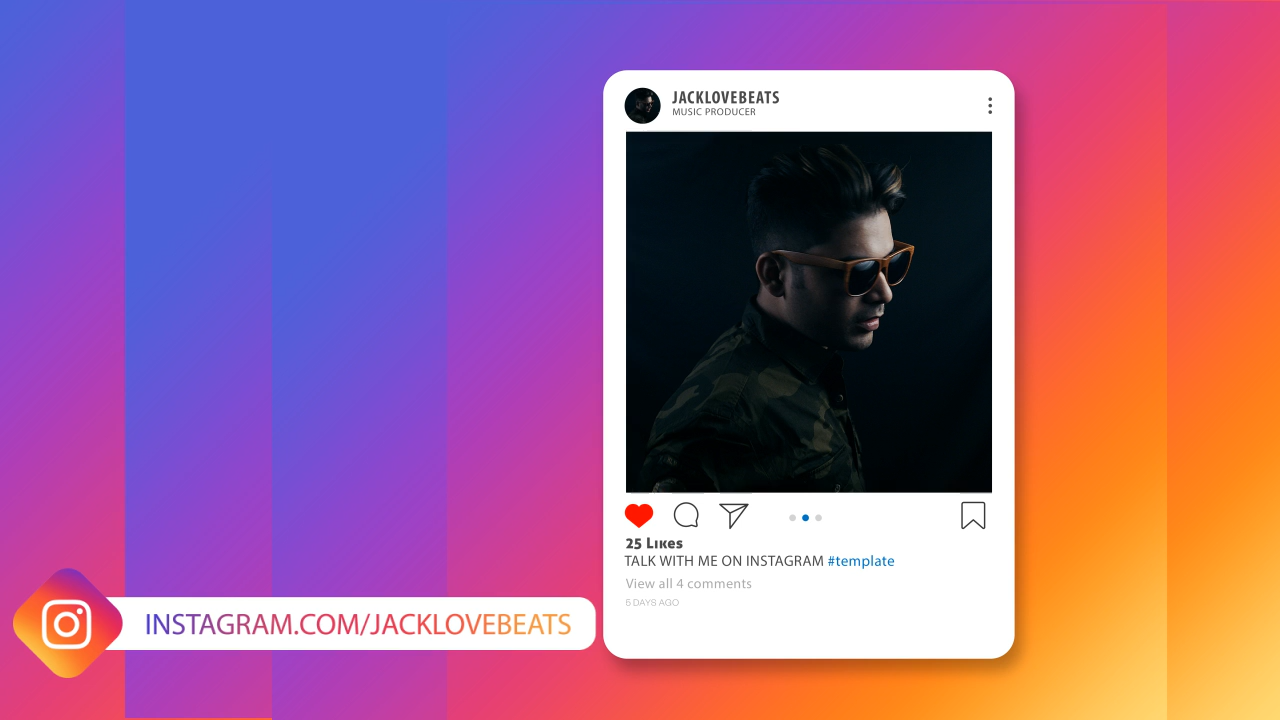 JACKLOVEBEATS
MUSIC PRODUCER
25 Likes
TALK WITH ME ON INSTAGRAM #template
View all 4 comments
5 DAYS AGO
INSTAGRAM.COM/JACKLOVEBEATS